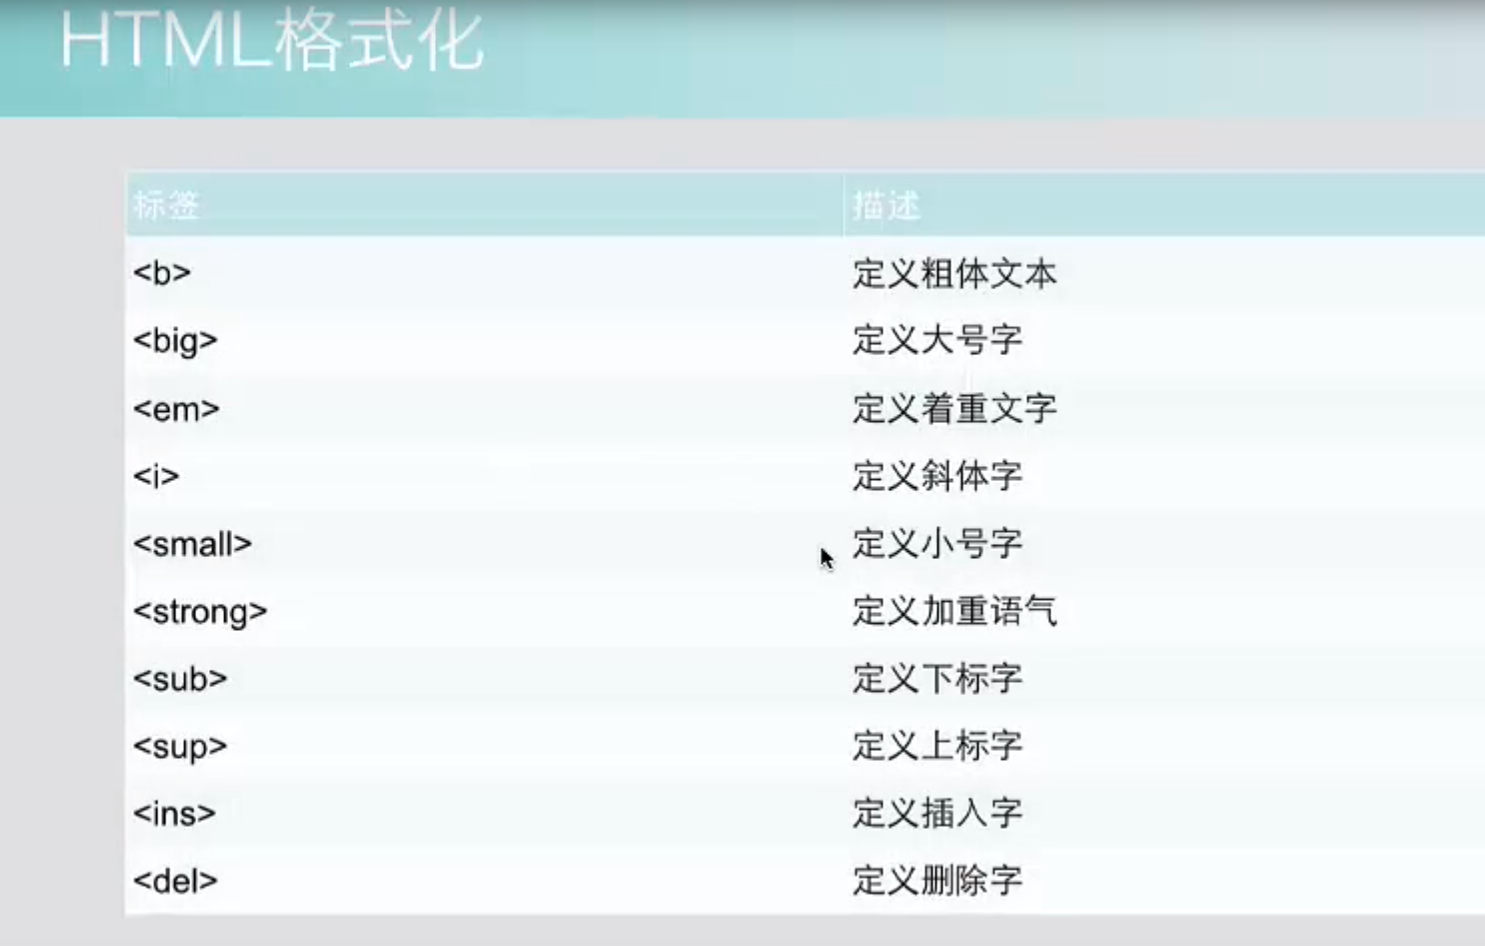 HTML格式化
标签 描述
<b> 定义粗体文本
<big> 定义大号字
<em> 定义着重文字
<i> 定义斜体字
<small> 定义小号字
<strong> 定义加重语气
<sub> 定义下标字
<sup> 定义上标字
<ins> 定义插入字
<del> 定义删除字